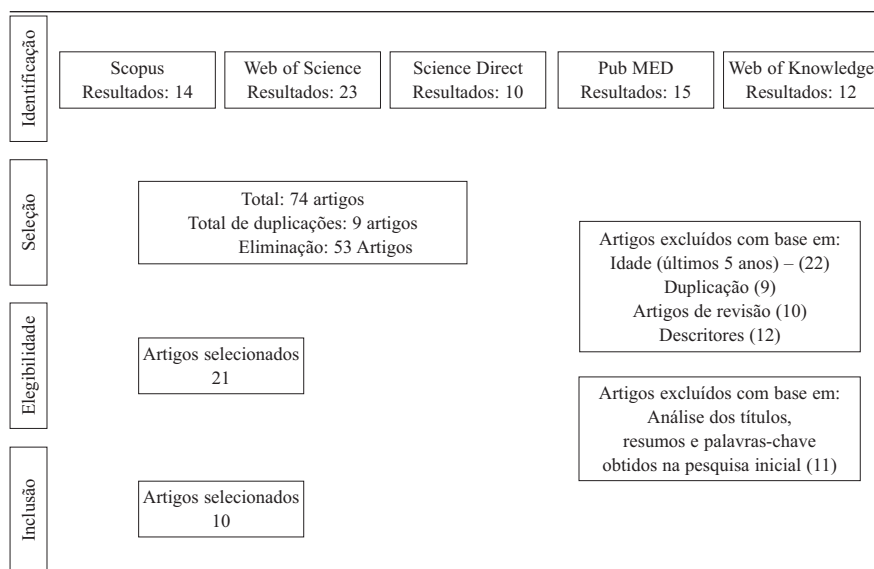 Identificação
Scopus
Resultados: 14
Web of Science
Resultados: 23
Science Direct
Resultados: 10
Pub MED
Resultados: 15
Web of Knowledge
Resultados: 12
Seleção
Total: 74 artigos
Total de duplicações: 9 artigos
Eliminação: 53 Artigos
Artigos excluídos com base em:
Idade (últimos 5 anos) – (22)
Duplicação (9)
Artigos de revisão (10)
Descritores (12)
Elegibilidade
Artigos selecionados
21
Artigos excluídos com base em:
Análise dos títulos,
resumos e palavras-chave
obtidos na pesquisa inicial (11)
Inclusão
Artigos selecionados
10